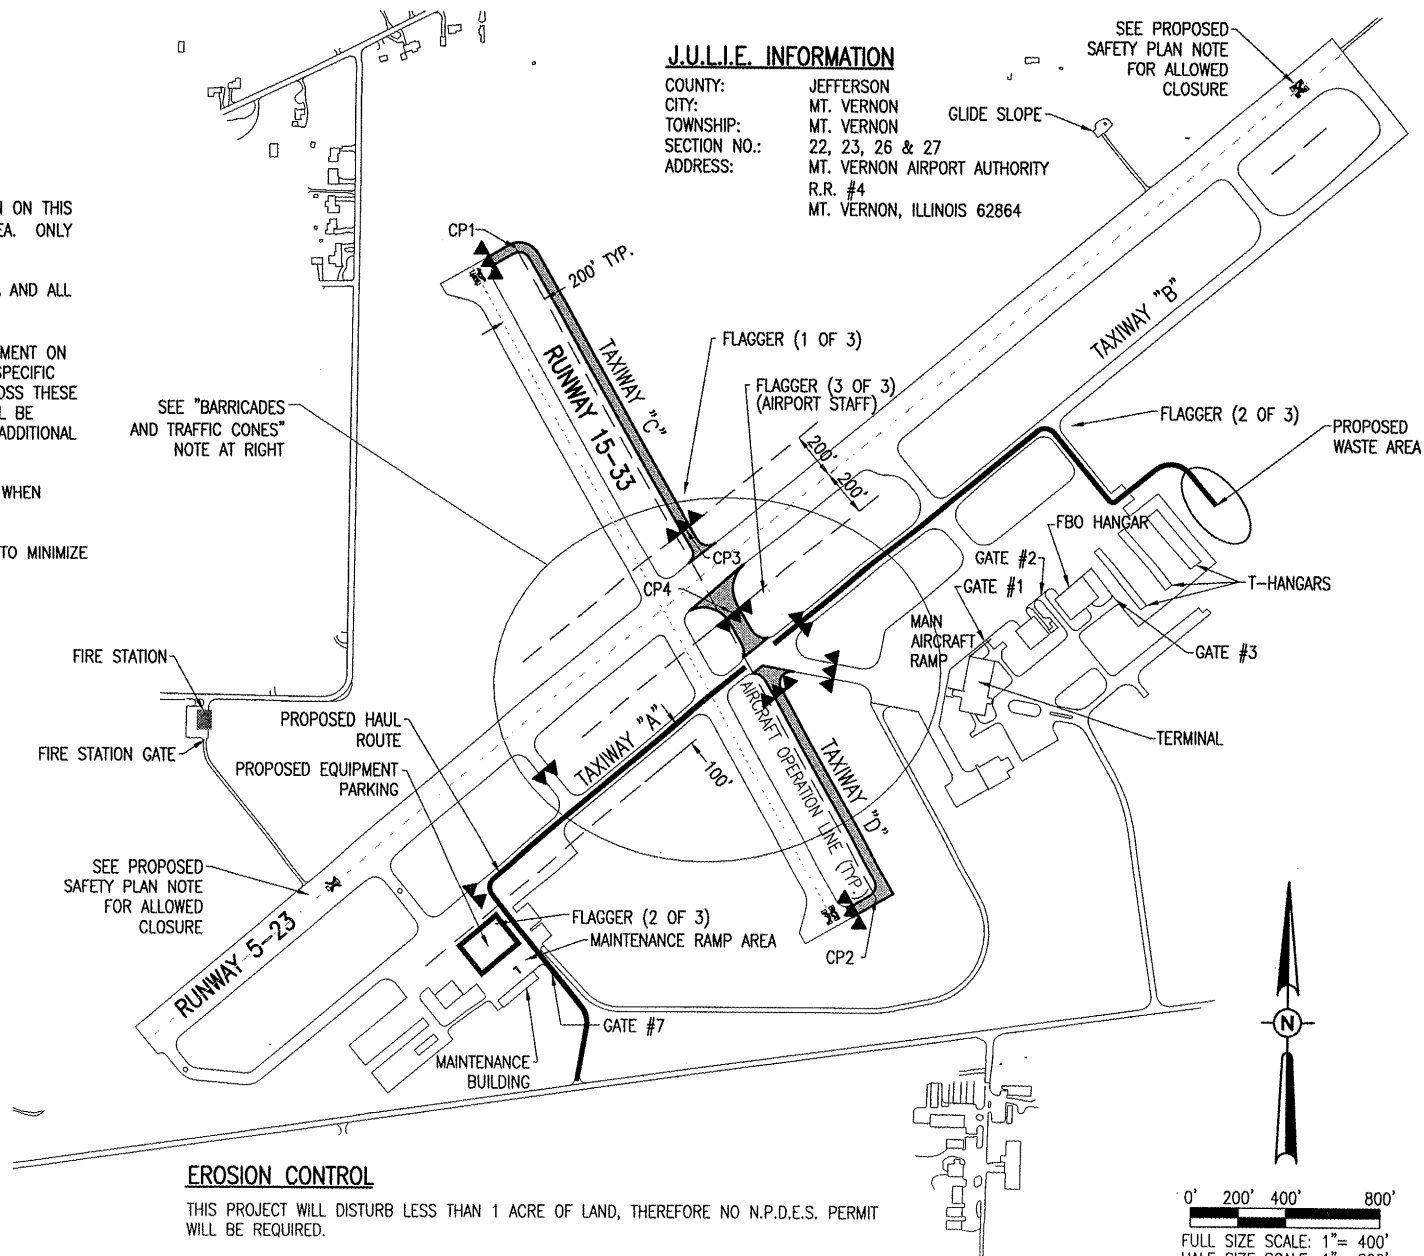 J.U.L.I.E. INFORMATION
COUNTY: JEFFERSON
CITY: MT. VERNON
TOWNSHIP: MT. VERNON
SECTION NO.: 22, 23, 26 & 27
ADDRESS: MT. VERNON AIRPORT AUTHORITY
R.R. #4
MT. VERNON, ILLINOIS 62864
SEE PROPOSED
SAFETY PLAN NOTE
FOR ALLOWED
CLOSURE
GLIDE SLOPE
N ON THIS
EA. ONLY
AND ALL
MENT ON
SPECIFIC
OSS THESE
L BE
ADDITIONAL
WHEN
TO MINIMIZE
CP1
200' TYP.
RUNWAY 15-33
TAXIWAY "C"
TAXIWAY "B"
FLAGGER (1 OF 3)
FLAGGER (3 OF 3)
(AIRPORT STAFF)
SEE "BARRICADES
AND TRAFFIC CONES"
NOTE AT RIGHT
200'
200'
FLAGGER (2 OF 3)
PROPOSED
WASTE AREA
FBO HANGAR
CP3
CP4
GATE #2
GATE #1
T-HANGARS
MAIN
AIRCRAFT
RAMP
GATE #3
FIRE STATION
FIRE STATION GATE
PROPOSED HAUL
ROUTE
PROPOSED EQUIPMENT
PARKING
TAXIWAY "A"
100'
AIRCRAFT OPERATION LINE (TYP.)
TAXIWAY "D"
TERMINAL
SEE PROPOSED
SAFETY PLAN NOTE
FOR ALLOWED
CLOSURE
RUNWAY 5-23
FLAGGER (2 OF 3)
MAINTENANCE RAMP AREA
CP2
GATE #7
MAINTENANCE
BUILDING
N
EROSION CONTROL
THIS PROJECT WILL DISTURB LESS THAN 1 ACRE OF LAND, THEREFORE NO N.P.D.E.S. PERMIT
WILL BE REQUIRED.
0' 200' 400' 800'
FULL SIZE SCALE: 1"= 400'
HALF SIZE SCALE: 1"= 800'